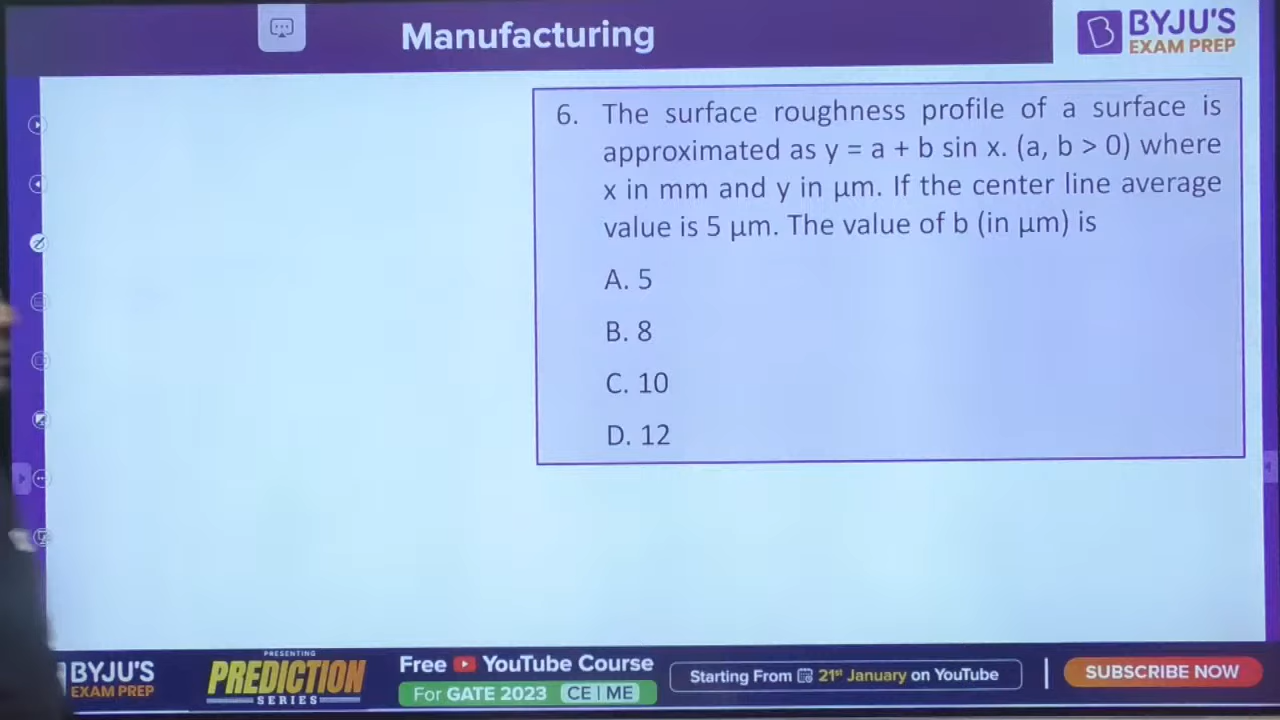 Manufacturing
BYJU'S
EXAM PREP
6. The surface roughness profile of a surface is
approximated as y = a + b sin x. (a, b > 0) where
x in mm and y in μm. If the center line average
value is 5 μm. The value of b (in μm) is
A. 5
B. 8
C. 10
D. 12
BYJU'S
EXAM PREP
PRESENTING
PREDICTION
SERIES
Free YouTube Course
For GATE 2023 CE | ME
Starting From 21st January on YouTube
SUBSCRIBE NOW